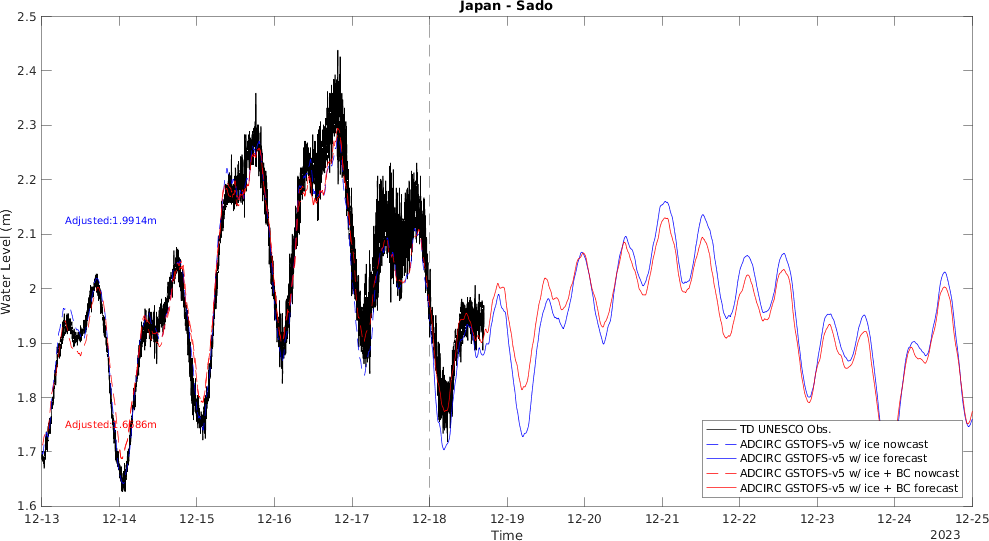 Japan - Sado
2.5
2.4
2.3
2.2
2.1
2
1.9
1.8
1.7
1.6
Water Level (m)
Adjusted:1.9914m
Adjusted:1.6586m
TD UNESCO Obs.
ADCIRC GSTOFS-v5 w/ ice nowcast
ADCIRC GSTOFS-v5 w/ ice forecast
ADCIRC GSTOFS-v5 w/ ice + BC nowcast
ADCIRC GSTOFS-v5 w/ ice + BC forecast
12-13 12-14 12-15 12-16 12-17 12-18 12-19 12-20 12-21 12-22 12-23 12-24 12-25
Time
2023